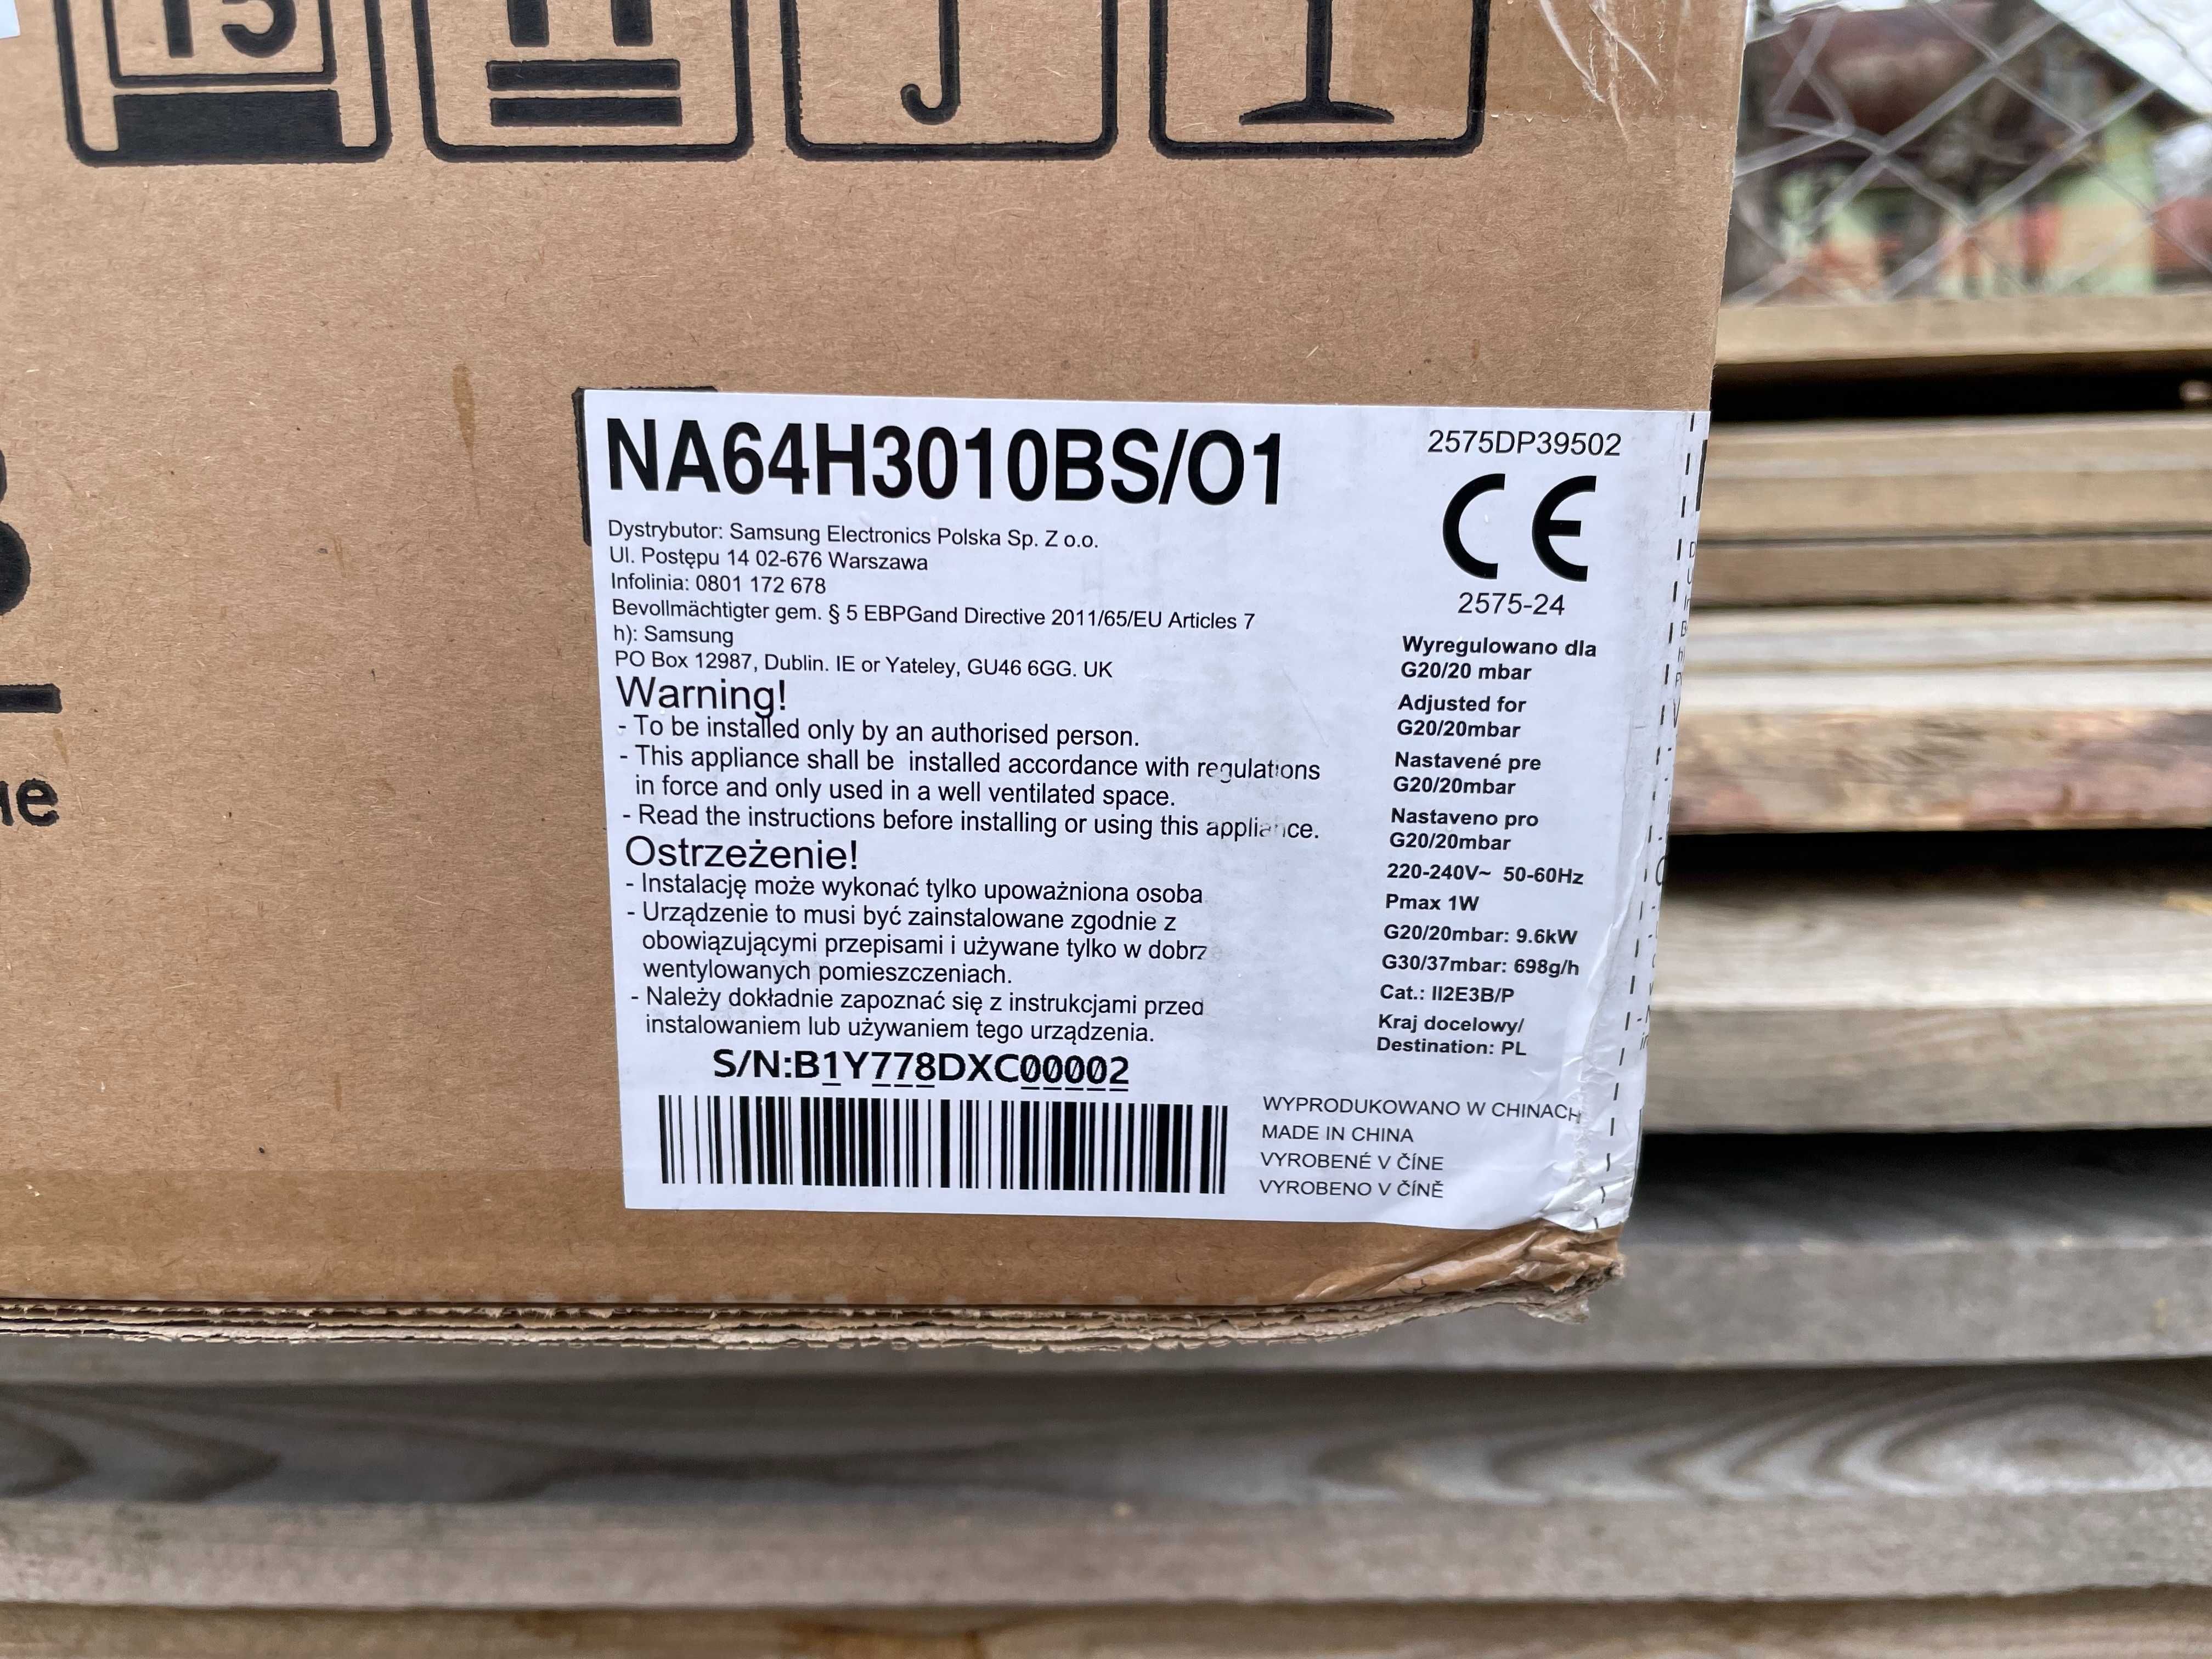 15
NA64H3010BS/O1
Dystrybutor: Samsung Electronics Polska Sp. Z o.o.
Ul. Postępu 14 02-676 Warszawa
Infolinia: 0801 172 678
Bevollmächtigter gem. § 5 EBPGand Directive 2011/65/EU Articles 7
h): Samsung
PO Box 12987, Dublin. IE or Yateley, GU46 6GG. UK
Warning!
- To be installed only by an authorised person.
- This appliance shall be installed accordance with regulations
in force and only used in a well ventilated space.
- Read the instructions before installing or using this appliance.
Ostrzeżenie!
- Instalację może wykonać tylko upoważniona osoba
- Urządzenie to musi być zainstalowane zgodnie z
obowiązującymi przepisami i używane tylko w dobrze
wentylowanych pomieszczeniach.
- Należy dokładnie zapoznać się z instrukcjami przed
instalowaniem lub używaniem tego urządzenia.
S/N:B1Y778DXC00002
2575DP39502
CE
2575-24
Wyregulowano dla
G20/20 mbar
Adjusted for
G20/20mbar
Nastavené pre
G20/20mbar
Nastaveno pro
G20/20mbar
220-240V~ 50-60Hz
Pmax 1W
G20/20mbar: 9.6kW
G30/37mbar: 698g/h
Cat.: II2E3B/P
Kraj docelowy/
Destination: PL
WYPRODUKOWANO W CHINACH
MADE IN CHINA
VYROBENÉ V ČÍNE
VYROBENO V ČÍNĚ